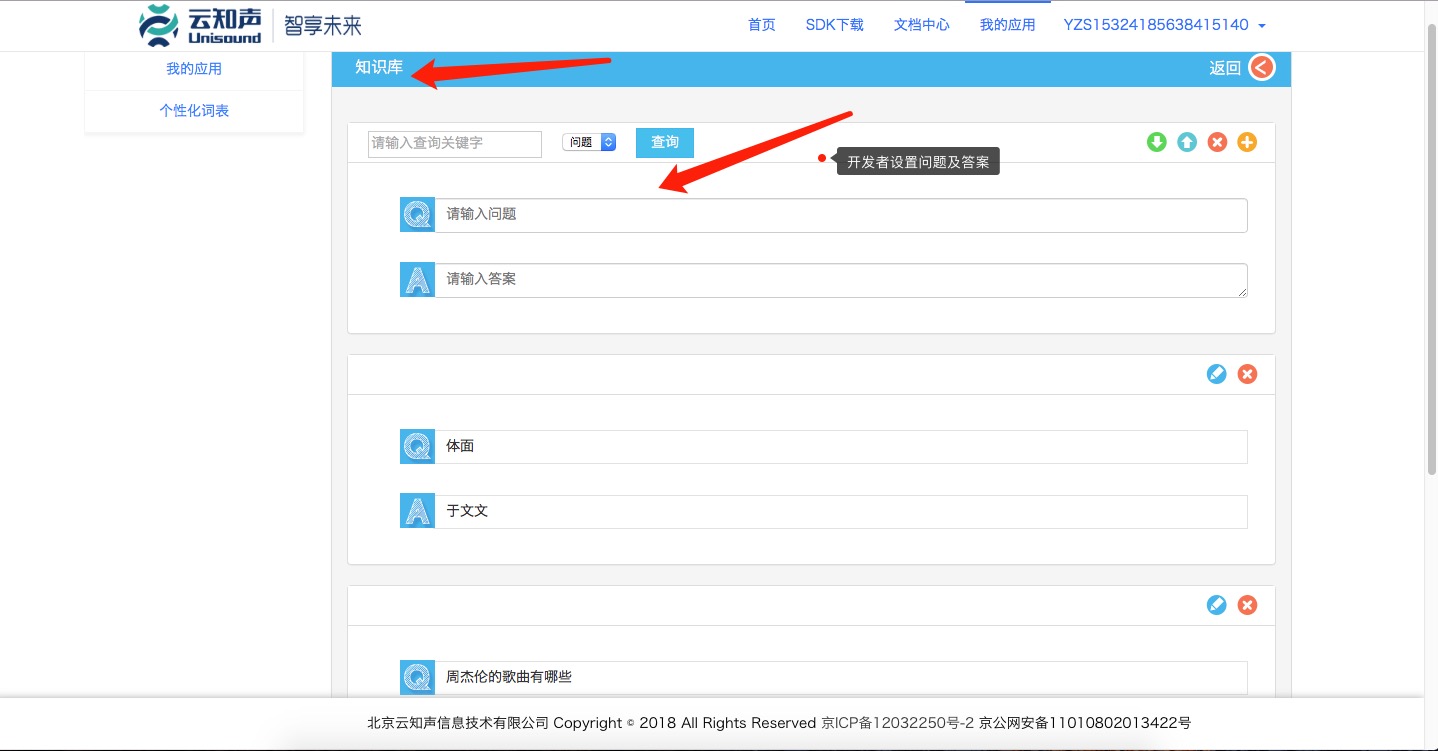 云知声 Unisound 智享未来
首页 SDK下载 文档中心 我的应用 YZS15324185638415140
我的应用
个性化词表
知识库 返回
请输入查询关键字 问题 查询
开发者设置问题及答案
Q 请输入问题
A 请输入答案
Q 体面
A 于文文
Q 周杰伦的歌曲有哪些
北京云知声信息技术有限公司 Copyright © 2018 All Rights Reserved 京ICP备12032250号-2 京公网安备11010802013422号